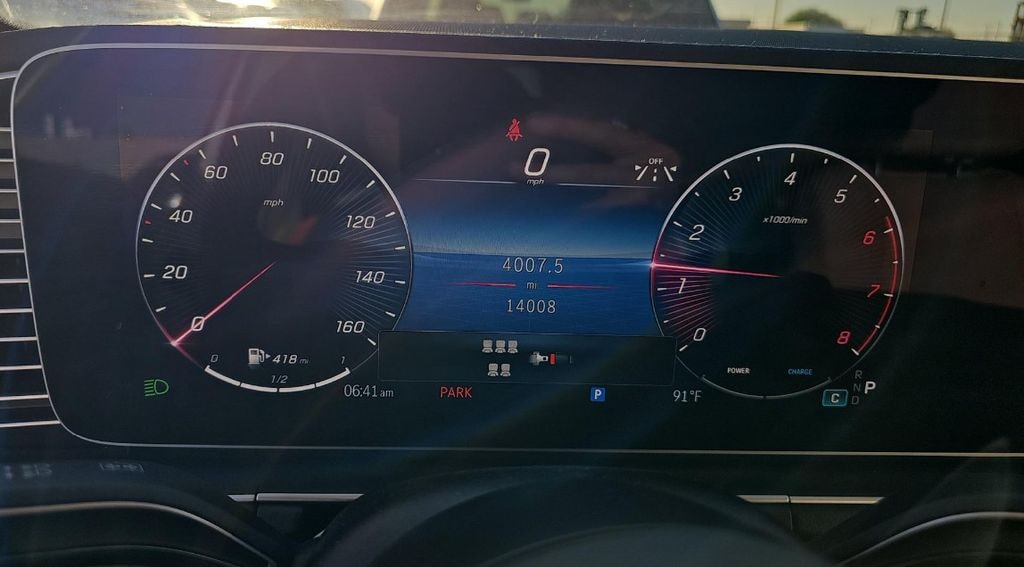 0
mph
OFF
80
60
100
mph
40
120
20
140
0
160
0
418 mi
1
1/2
4007.5
mi
14008
4
3
5
x1000/min
2
6
1
7
0
8
POWER
CHARGE
06:41 am
PARK
P
91°F
C
R
N
D
P